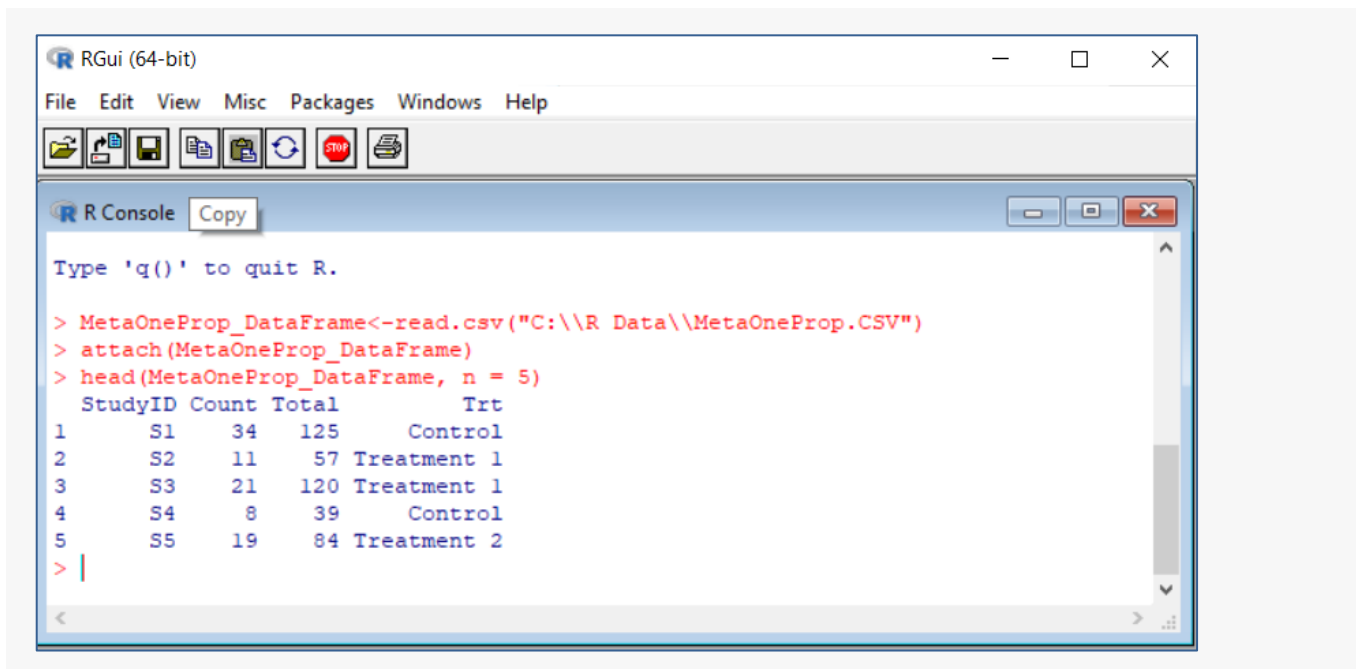 RGui (64-bit)
File Edit View Misc Packages Windows Help
STOP
R Console Copy
Type 'q()' to quit R.
> MetaOneProp_DataFrame<-read.csv("C:\\R Data\\MetaOneProp.CSV")
> attach(MetaOneProp_DataFrame)
> head(MetaOneProp_DataFrame, n = 5)
  StudyID Count Total         Trt
1      S1    34   125     Control
2      S2    11    57 Treatment 1
3      S3    21   120 Treatment 1
4      S4     8    39     Control
5      S5    19    84 Treatment 2
>